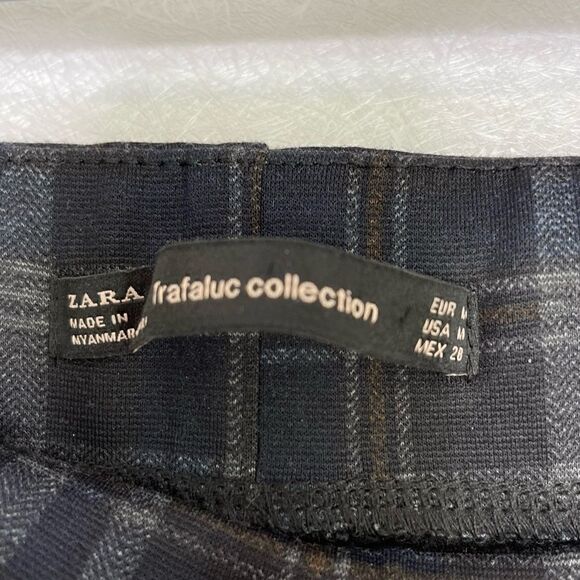 ZARA
MADE IN
MYANMAR
Trafaluc collection
EUR M
USA M
MEX 28